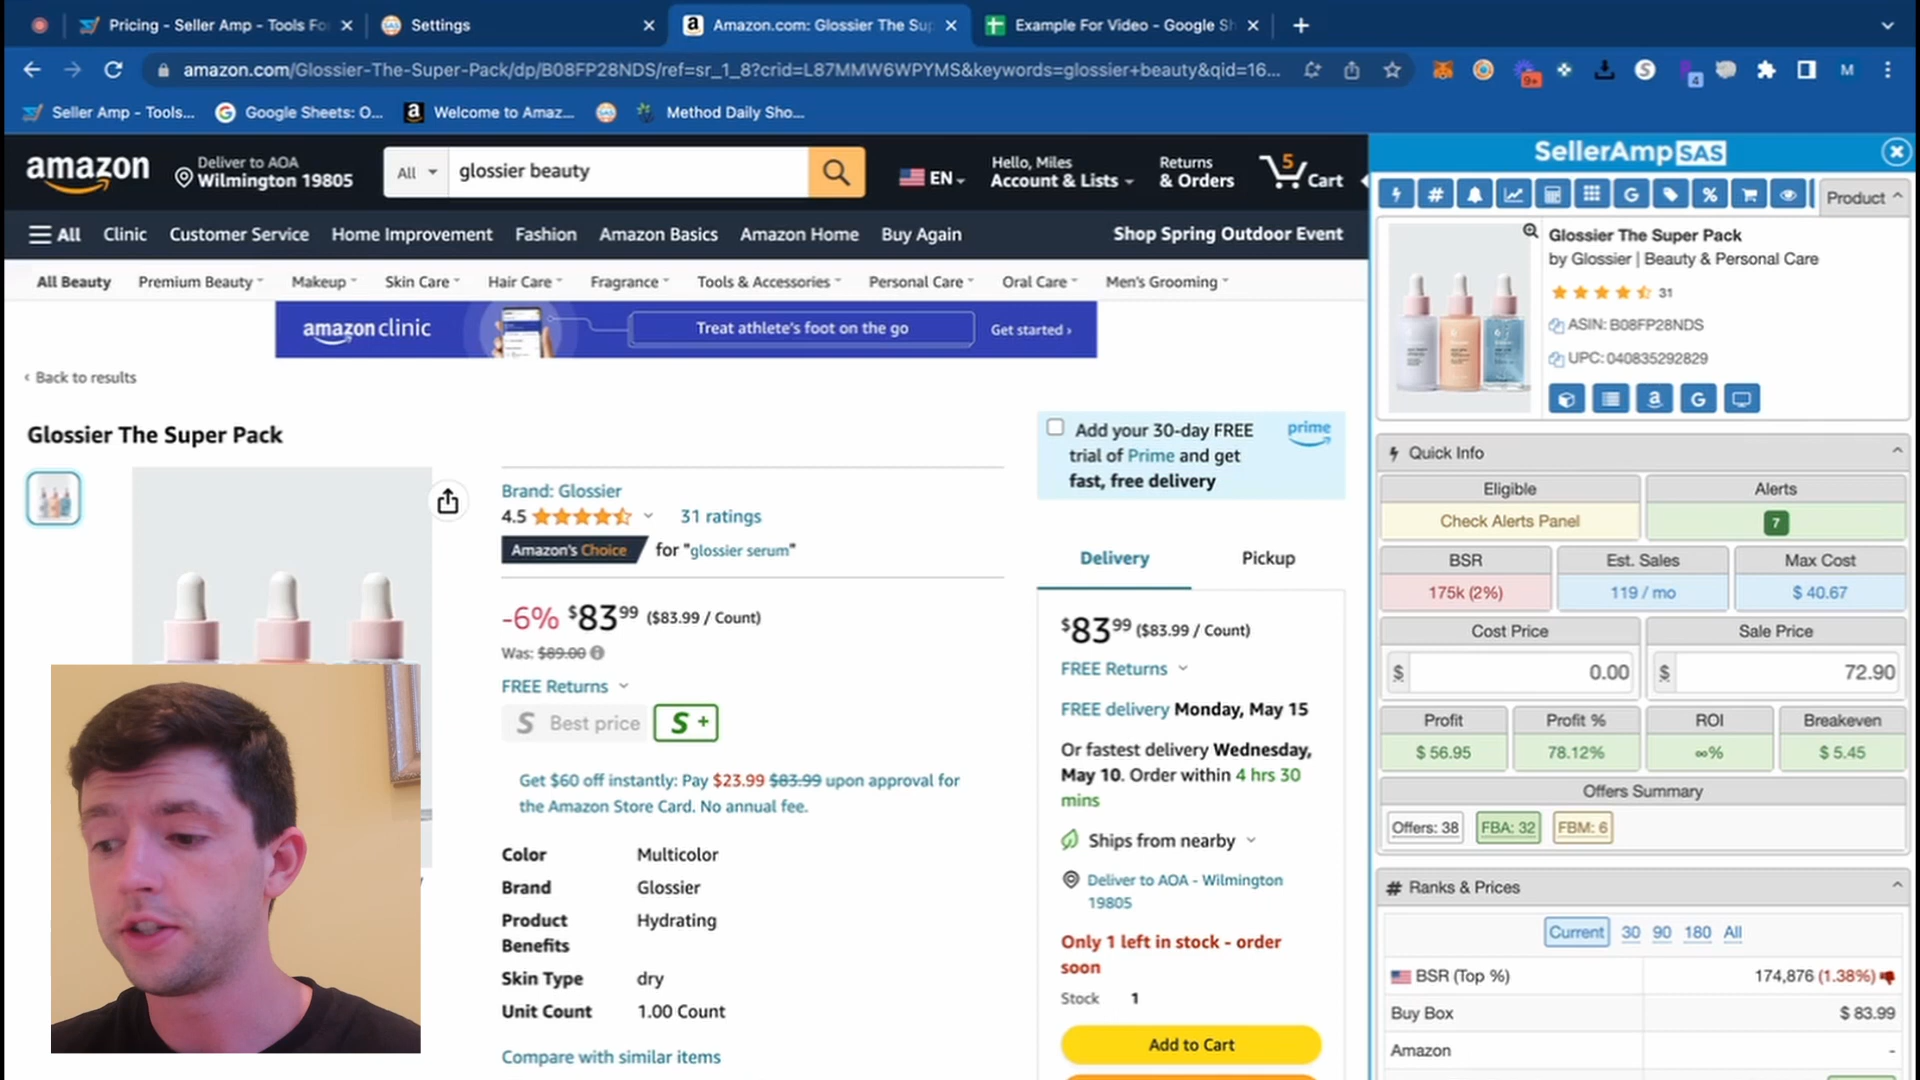 Pricing - Seller Amp - Tools Fo
Settings
Amazon.com: Glossier The Sup
Example For Video - Google Sh
amazon.com/Glossier-The-Super-Pack/dp/B08FP28NDS/ref=sr_1_8?crid=L87MMW6WPYMS&keywords=glossier+beauty&qid=16...
9+
4
M
Seller Amp - Tools...
Google Sheets: O...
Welcome to Amaz...
Method Daily Sho...
amazon
Deliver to AOA
Wilmington 19805
All
glossier beauty
EN
Hello, Miles
Account & Lists
Returns
& Orders
5
Cart
All
Clinic
Customer Service
Home Improvement
Fashion
Amazon Basics
Amazon Home
Buy Again
Shop Spring Outdoor Event
All Beauty
Premium Beauty
Makeup
Skin Care
Hair Care
Fragrance
Tools & Accessories
Personal Care
Oral Care
Men's Grooming
amazon clinic
Treat athlete's foot on the go
Get started ›
‹ Back to results
Glossier The Super Pack
Brand: Glossier
4.5
31 ratings
Amazon's Choice for "glossier serum"
-6% $83 99 ($83.99 / Count)
Was: $89.00
FREE Returns
S Best price
S +
Get $60 off instantly: Pay $23.99 $83.99 upon approval for
the Amazon Store Card. No annual fee.
Color Multicolor
Brand Glossier
Product Hydrating
Benefits
Skin Type dry
Unit Count 1.00 Count
Compare with similar items
Add your 30-day FREE
trial of Prime and get
fast, free delivery
prime
Delivery
Pickup
$83 99 ($83.99 / Count)
FREE Returns
FREE delivery Monday, May 15
Or fastest delivery Wednesday,
May 10. Order within 4 hrs 30
mins
Ships from nearby
Deliver to AOA - Wilmington
19805
Only 1 left in stock - order
soon
Stock 1
Add to Cart
SellerAmp SAS
Product
Glossier The Super Pack
by Glossier | Beauty & Personal Care
31
ASIN: B08FP28NDS
UPC: 040835292829
Quick Info
Eligible
Alerts
Check Alerts Panel
7
BSR
Est. Sales
Max Cost
175k (2%)
119 / mo
$ 40.67
Cost Price
Sale Price
$ 0.00
$ 72.90
Profit
Profit %
ROI
Breakeven
$ 56.95
78.12%
∞%
$ 5.45
Offers Summary
Offers: 38
FBA: 32
FBM: 6
# Ranks & Prices
Current
30
90
180
All
BSR (Top %)
174,876 (1.38%)
Buy Box
$ 83.99
Amazon
-